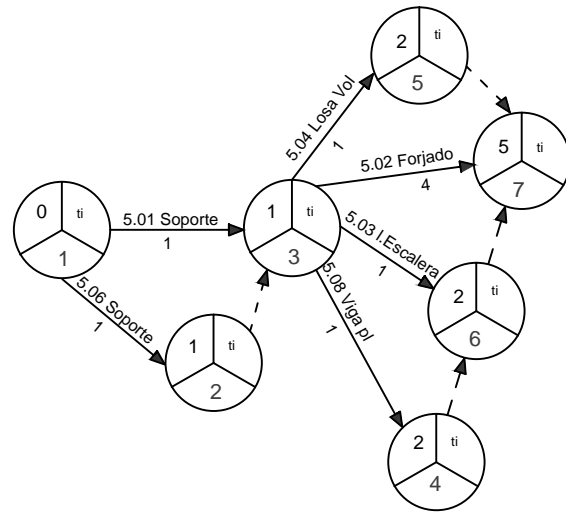 2 ti
5
5.04 Losa Vol
1
5.02 Forjado
4
5 ti
7
0 ti
1
5.01 Soporte
1
1 ti
3
5.03 l.Escalera
1
5.06 Soporte
1
5.08 Viga pl
1
2 ti
6
1 ti
2
2 ti
4